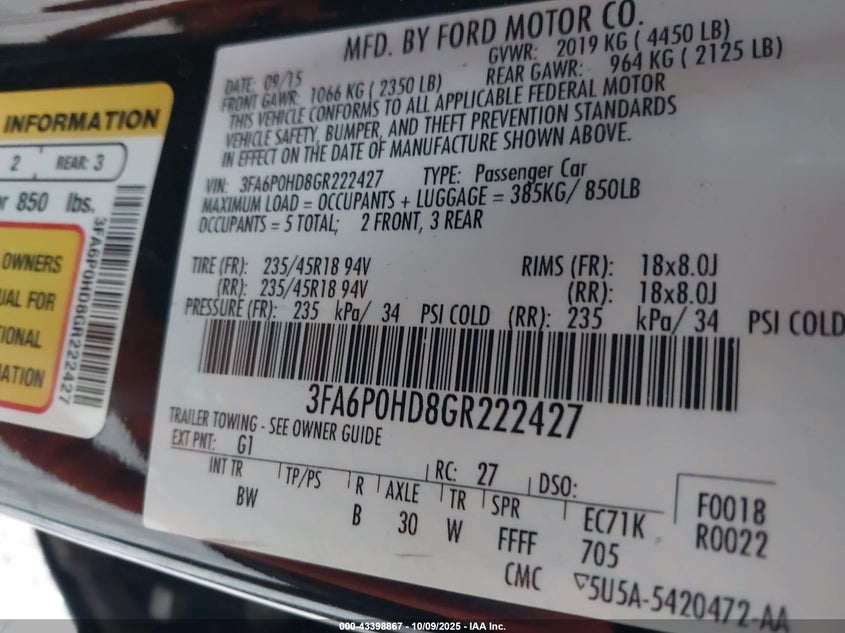 MFD. BY FORD MOTOR CO.
DATE: 09/15 GVWR: 2019 KG ( 4450 LB)
FRONT GAWR: 1066 KG ( 2350 LB) REAR GAWR: 964 KG ( 2125 LB)
THIS VEHICLE CONFORMS TO ALL APPLICABLE FEDERAL MOTOR
VEHICLE SAFETY, BUMPER, AND THEFT PREVENTION STANDARDS
IN EFFECT ON THE DATE OF MANUFACTURE SHOWN ABOVE.
VIN: 3FA6P0HD8GR222427 TYPE: Passenger Car
MAXIMUM LOAD = OCCUPANTS + LUGGAGE = 385KG/ 850LB
OCCUPANTS = 5 TOTAL; 2 FRONT, 3 REAR
TIRE (FR): 235/45R18 94V RIMS (FR): 18x8.0J
(RR): 235/45R18 94V (RR): 18x8.0J
PRESSURE (FR): 235 kPa/ 34 PSI COLD (RR): 235 kPa/ 34 PSI COLD
3FA6P0HD8GR222427
TRAILER TOWING - SEE OWNER GUIDE
EXT PNT: G1 RC: 27 DSO:
INT TR TP/PS R AXLE TR SPR EC71K F0018
BW B 30 W FFFF 705 R0022
CMC 5U5A-5420472-AA
INFORMATION
2 REAR: 3
850 lbs.
OWNERS
FOR
3FA6P0HD8GR222427
000-43398867 - 10/09/2025 - IAA Inc.